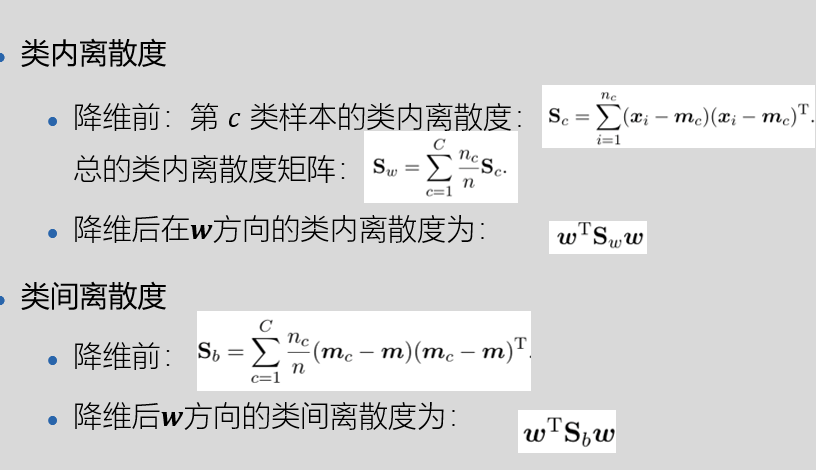 • 类内离散度
• 降维前：第 c 类样本的类内离散度： $\mathbf{S}_c = \sum_{i=1}^{n_c} (\boldsymbol{x}_i - \boldsymbol{m}_c)(\boldsymbol{x}_i - \boldsymbol{m}_c)^{\mathrm{T}}.$
总的类内离散度矩阵： $\mathbf{S}_w = \sum_{c=1}^{C} \frac{n_c}{n} \mathbf{S}_c.$
• 降维后在w方向的类内离散度为： $\boldsymbol{w}^{\mathrm{T}} \mathbf{S}_w \boldsymbol{w}$
• 类间离散度
• 降维前： $\mathbf{S}_b = \sum_{c=1}^{C} \frac{n_c}{n} (\boldsymbol{m}_c - \boldsymbol{m})(\boldsymbol{m}_c - \boldsymbol{m})^{\mathrm{T}}.$
• 降维后w方向的类间离散度为： $\boldsymbol{w}^{\mathrm{T}} \mathbf{S}_b \boldsymbol{w}$